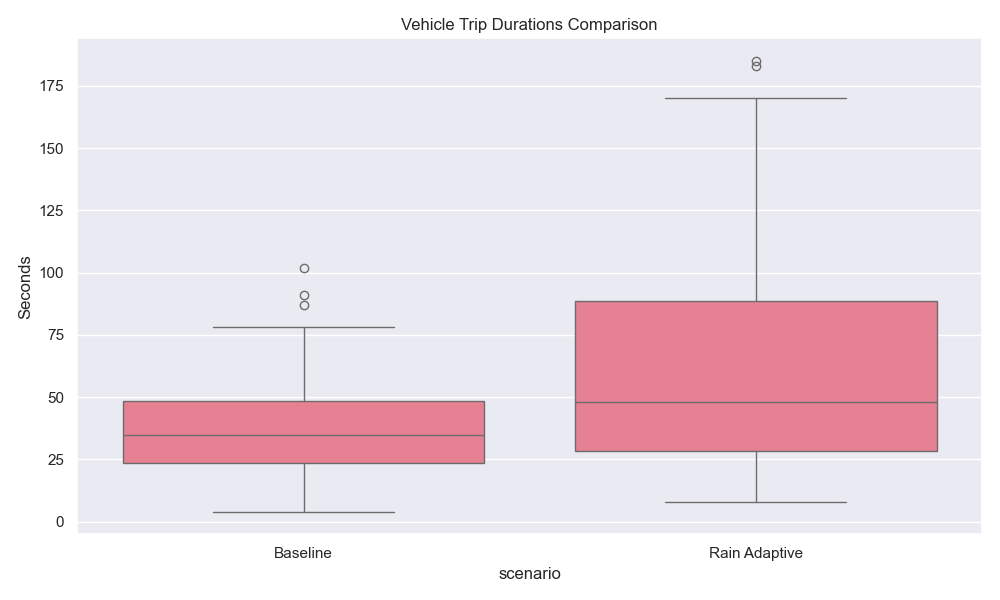 Vehicle Trip Durations Comparison
Seconds
175
150
125
100
75
50
25
0
Baseline
Rain Adaptive
scenario